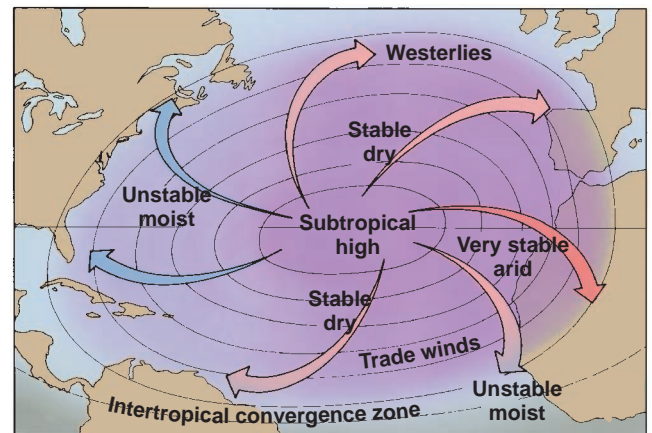 Westerlies
Stable
dry
Unstable
moist
Subtropical
high
Very stable
arid
Stable
dry
Trade winds
Unstable
moist
Intertropical convergence zone